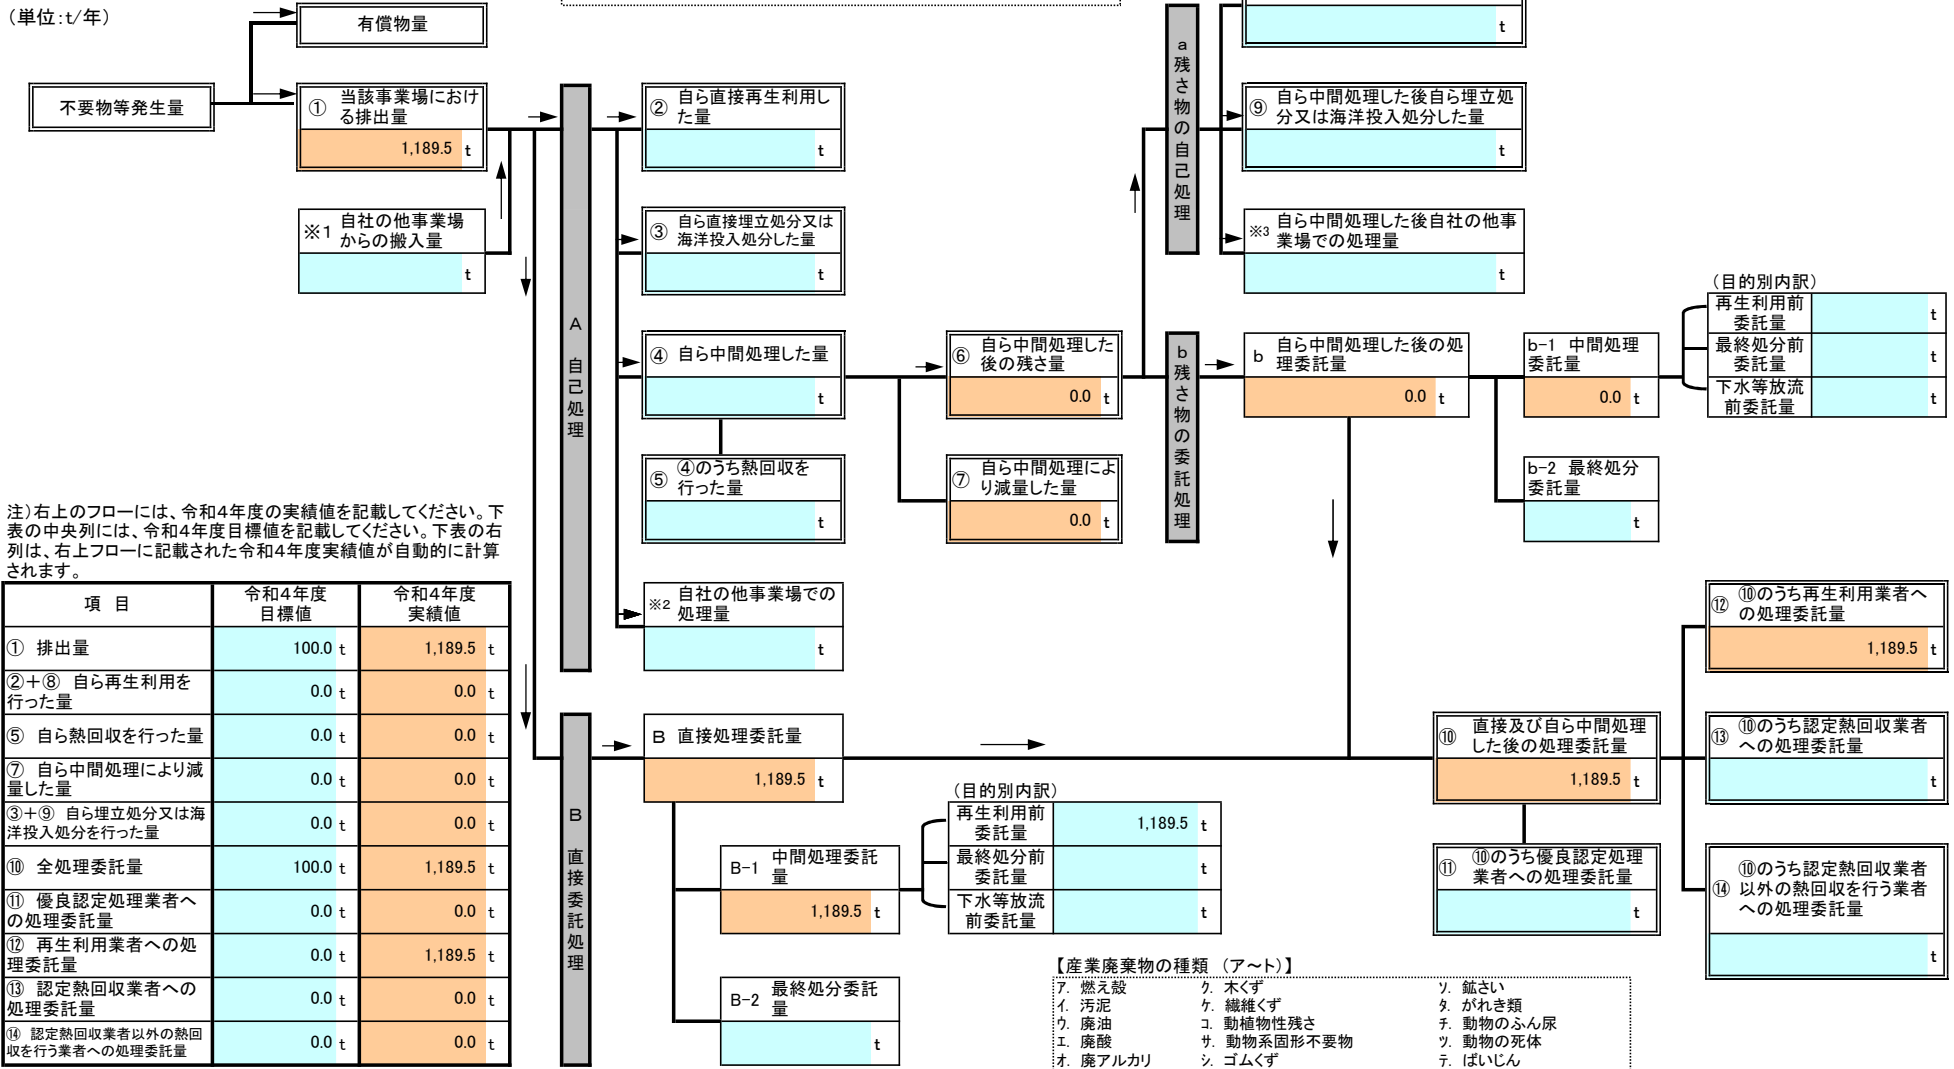 （単位：t/年）
有償物量
不要物等発生量
① 当該事業場におけ
る排出量
1,189.5 t
※1 自社の他事業場
からの搬入量
t
A 自己処理
② 自ら直接再生利用し
た量
t
③ 自ら直接埋立処分又は
海洋投入処分した量
t
④ 自ら中間処理した量
t
⑤ ④のうち熱回収を
行った量
t
※2 自社の他事業場での
処理量
t
⑥ 自ら中間処理した
後の残さ量
0.0 t
⑦ 自ら中間処理によ
り減量した量
0.0 t
a 残さ物の自己処理
t
⑨ 自ら中間処理した後自ら埋立処
分又は海洋投入処分した量
t
※3 自ら中間処理した後自社の他事
業場での処理量
t
b 残さ物の委託処理
b 自ら中間処理した後の処
理委託量
0.0 t
b-1 中間処理
委託量
0.0 t
b-2 最終処分
委託量
t
（目的別内訳）
再生利用前
委託量 t
最終処分前
委託量 t
下水等放流
前委託量 t
注）右上のフローには、令和４年度の実績値を記載してください。下
表の中央列には、令和４年度目標値を記載してください。下表の右
列は、右上フローに記載された令和４年度実績値が自動的に計算
されます。
項 目 令和４年度
目標値 令和４年度
実績値
① 排出量 100.0 t 1,189.5 t
②＋⑧ 自ら再生利用を
行った量 0.0 t 0.0 t
⑤ 自ら熱回収を行った量 0.0 t 0.0 t
⑦ 自ら中間処理により減
量した量 0.0 t 0.0 t
③＋⑨ 自ら埋立処分又は海
洋投入処分を行った量 0.0 t 0.0 t
⑩ 全処理委託量 100.0 t 1,189.5 t
⑪ 優良認定処理業者へ
の処理委託量 0.0 t 0.0 t
⑫ 再生利用業者への処
理委託量 0.0 t 1,189.5 t
⑬ 認定熱回収業者への
処理委託量 0.0 t 0.0 t
⑭ 認定熱回収業者以外の熱回
収を行う業者への処理委託量 0.0 t 0.0 t
B 直接委託処理
B 直接処理委託量
1,189.5 t
B-1 中間処理委託
量
1,189.5 t
B-2 最終処分委託
量
t
（目的別内訳）
再生利用前
委託量 1,189.5 t
最終処分前
委託量 t
下水等放流
前委託量 t
⑩ 直接及び自ら中間処理
した後の処理委託量
1,189.5 t
⑪ ⑩のうち優良認定処理
業者への処理委託量
t
⑫ ⑩のうち再生利用業者へ
の処理委託量
1,189.5 t
⑬ ⑩のうち認定熱回収業者
への処理委託量
t
⑭ ⑩のうち認定熱回収業者
以外の熱回収を行う業者
への処理委託量
t
【産業廃棄物の種類 （ア～ト）】
ｱ. 燃え殻 ｸ. 木くず ｿ. 鉱さい
ｲ. 汚泥 ｹ. 繊維くず ﾀ. がれき類
ｳ. 廃油 ｺ. 動植物性残さ ﾁ. 動物のふん尿
ｴ. 廃酸 ｻ. 動物系固形不要物 ﾂ. 動物の死体
ｵ. 廃アルカリ ｼ. ゴムくず ﾃ. ばいじん